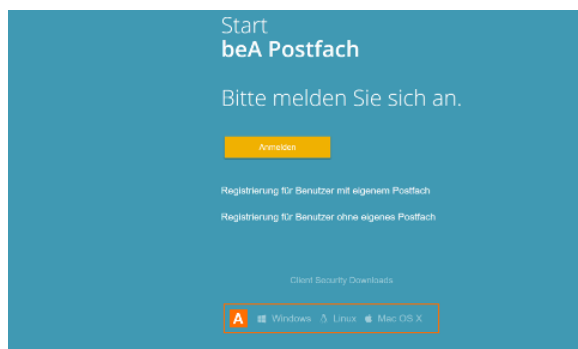 Start
beA Postfach
Bitte melden Sie sich an.
Anmelden
Registrierung für Benutzer mit eigenem Postfach
Registrierung für Benutzer ohne eigenes Postfach
Client Security Downloads
A Windows Linux Mac OS X